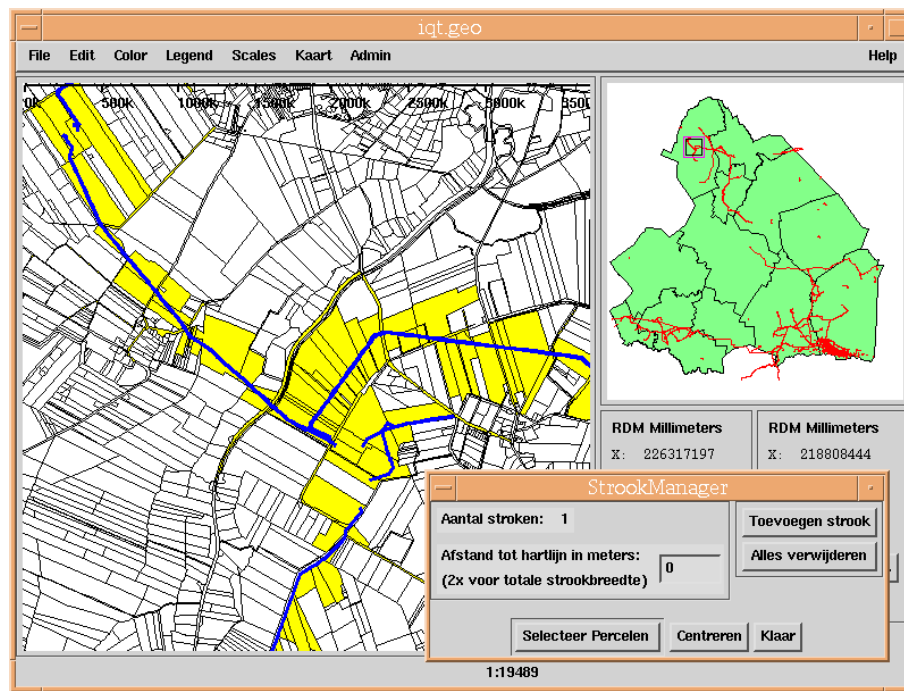 iqt.geo
File Edit Color Legend Scales Kaart Admin Help
0k 500k 1000k 1500k 2000k 2500k 3000k
RDM Millimeters
X: 226317197
RDM Millimeters
X: 218808444
StrookManager
Aantal stroken: 1
Toevoegen strook
Afstand tot hartlijn in meters:
(2x voor totale strookbreedte)
0
Alles verwijderen
Selecteer Percelen Centreren Klaar
1:19489